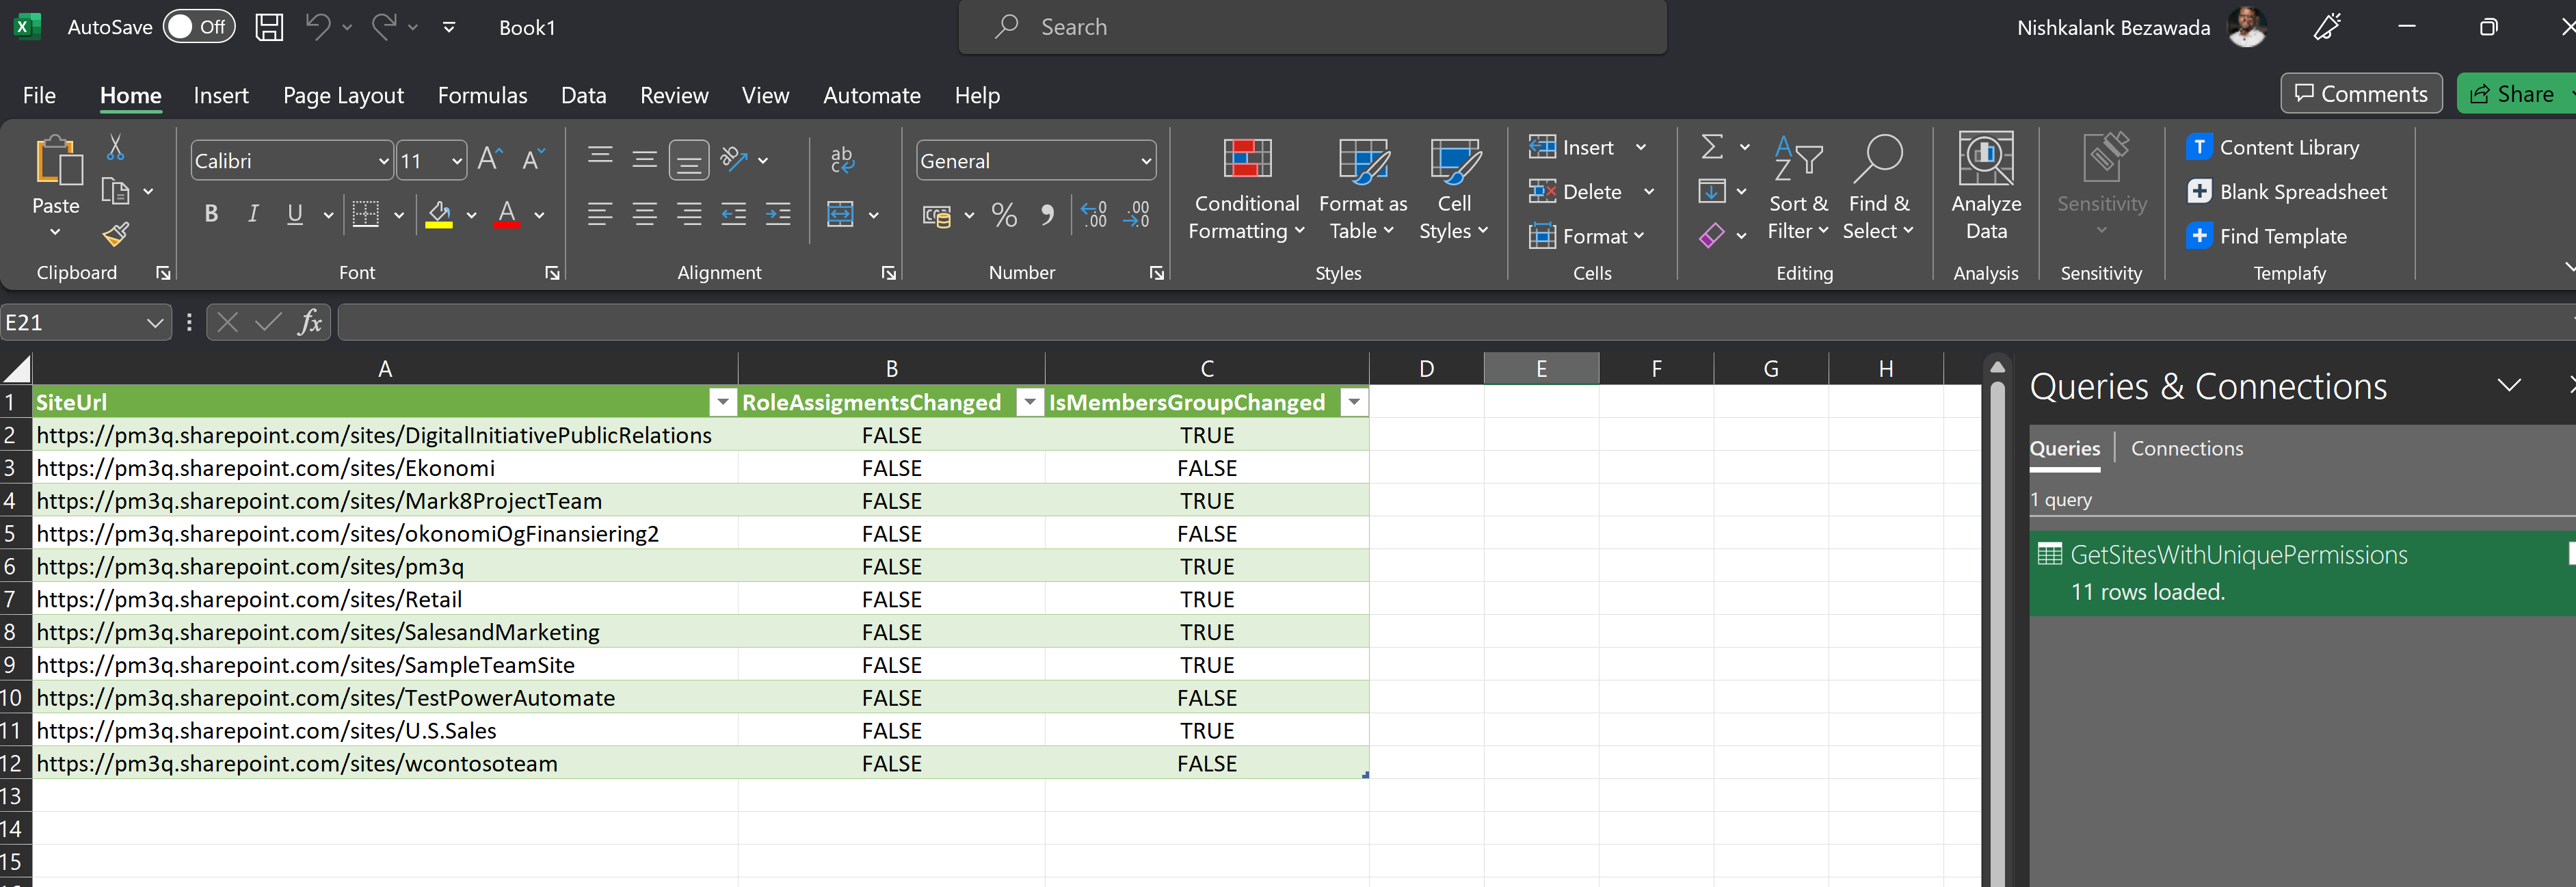 AutoSave Off Book1 Search Nishkalank Bezawada
File Home Insert Page Layout Formulas Data Review View Automate Help Comments Share
Paste
Clipboard
Calibri 11 A A
B I U A
Font
ab
c
Alignment
General
% , .00 .00
Number
Conditional Formatting
Format as Table
Cell Styles
Styles
Insert
Delete
Format
Cells
Sort & Filter
Find & Select
Editing
Analyze Data
Analysis
Sensitivity
Sensitivity
Content Library
Blank Spreadsheet
Find Template
Templafy
E21 fx
A B C D E F G H
1 SiteUrl RoleAssigmentsChanged IsMembersGroupChanged
2 https://pm3q.sharepoint.com/sites/DigitalInitiativePublicRelations FALSE TRUE
3 https://pm3q.sharepoint.com/sites/Ekonomi FALSE FALSE
4 https://pm3q.sharepoint.com/sites/Mark8ProjectTeam FALSE TRUE
5 https://pm3q.sharepoint.com/sites/okonomiOgFinansiering2 FALSE FALSE
6 https://pm3q.sharepoint.com/sites/pm3q FALSE TRUE
7 https://pm3q.sharepoint.com/sites/Retail FALSE TRUE
8 https://pm3q.sharepoint.com/sites/SalesandMarketing FALSE TRUE
9 https://pm3q.sharepoint.com/sites/SampleTeamSite FALSE TRUE
10 https://pm3q.sharepoint.com/sites/TestPowerAutomate FALSE FALSE
11 https://pm3q.sharepoint.com/sites/U.S.Sales FALSE TRUE
12 https://pm3q.sharepoint.com/sites/wcontosoteam FALSE FALSE
13
14
15
Queries & Connections
Queries Connections
1 query
GetSitesWithUniquePermissions
11 rows loaded.